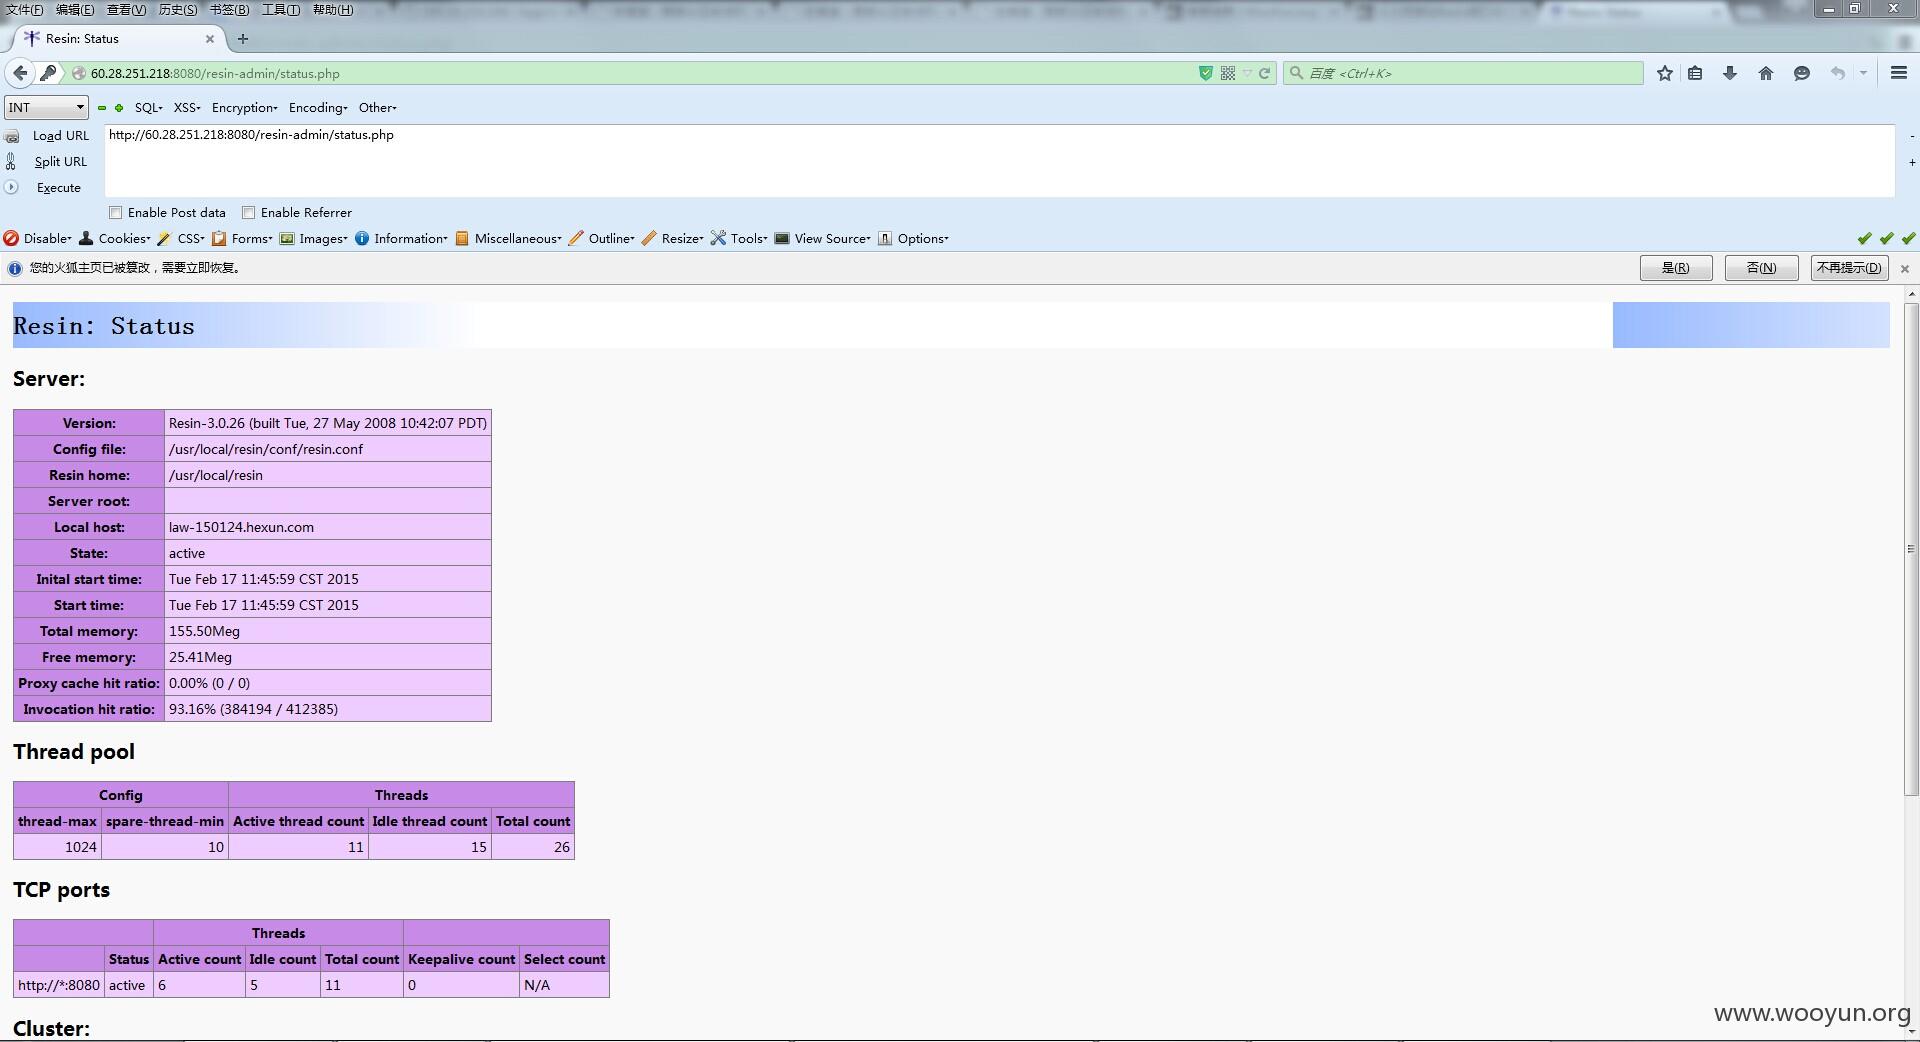 文件(F) 编辑(E) 查看(V) 历史(S) 书签(B) 工具(T) 帮助(H)
Resin: Status
60.28.251.218:8080/resin-admin/status.php
百度 <Ctrl+K>
INT SQL XSS Encryption Encoding Other
Load URL http://60.28.251.218:8080/resin-admin/status.php
Split URL
Execute
Enable Post data Enable Referrer
Disable Cookies CSS Forms Images Information Miscellaneous Outline Resize Tools View Source Options
您的火狐主页已被篡改，需要立即恢复。 是(R) 否(N) 不再提示(D)
Resin: Status
Server:
Version: Resin-3.0.26 (built Tue, 27 May 2008 10:42:07 PDT)
Config file: /usr/local/resin/conf/resin.conf
Resin home: /usr/local/resin
Server root:
Local host: law-150124.hexun.com
State: active
Inital start time: Tue Feb 17 11:45:59 CST 2015
Start time: Tue Feb 17 11:45:59 CST 2015
Total memory: 155.50Meg
Free memory: 25.41Meg
Proxy cache hit ratio: 0.00% (0 / 0)
Invocation hit ratio: 93.16% (384194 / 412385)
Thread pool
Config Threads
thread-max spare-thread-min Active thread count Idle thread count Total count
1024 10 11 15 26
TCP ports
Threads
Status Active count Idle count Total count Keepalive count Select count
http://*:8080 active 6 5 11 0 N/A
Cluster:
www.wooyun.org